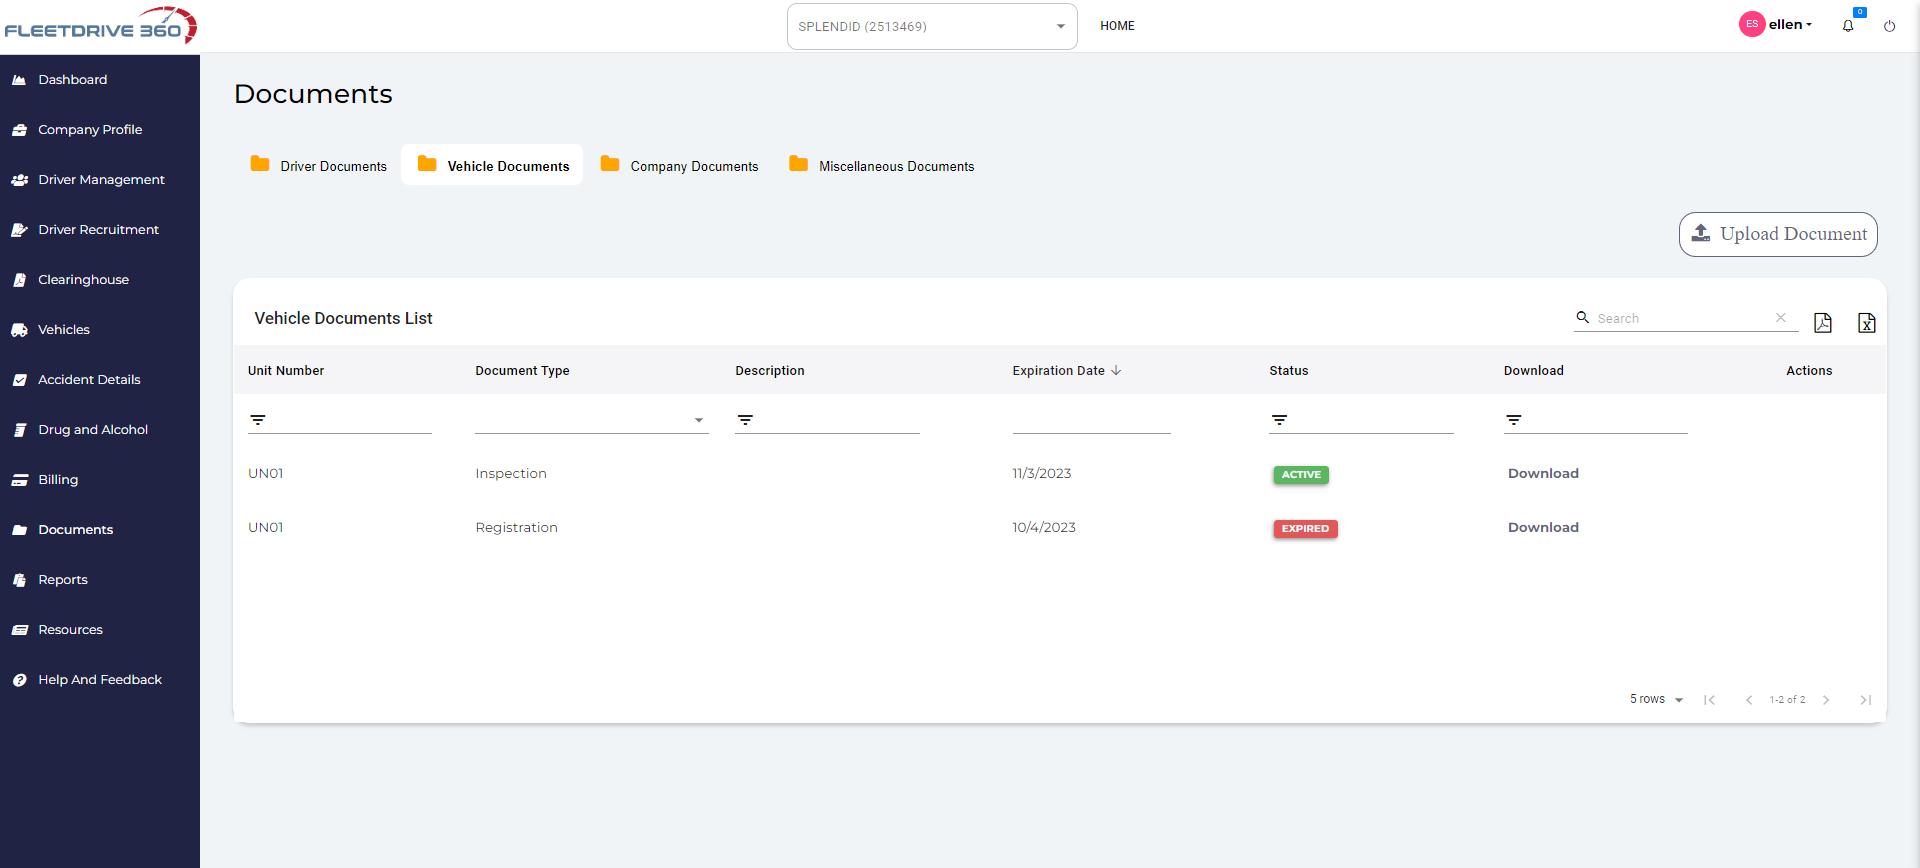 FLEETDRIVE 360
SPLENDID (2513469)
HOME
ES
ellen
0
Dashboard
Company Profile
Driver Management
Driver Recruitment
Clearinghouse
Vehicles
Accident Details
Drug and Alcohol
Billing
Documents
Reports
Resources
Help And Feedback
Documents
Driver Documents
Vehicle Documents
Company Documents
Miscellaneous Documents
Upload Document
Vehicle Documents List
Search
Unit Number Document Type Description Expiration Date Status Download Actions
UN01 Inspection 11/3/2023 ACTIVE Download
UN01 Registration 10/4/2023 EXPIRED Download
5 rows 1-2 of 2